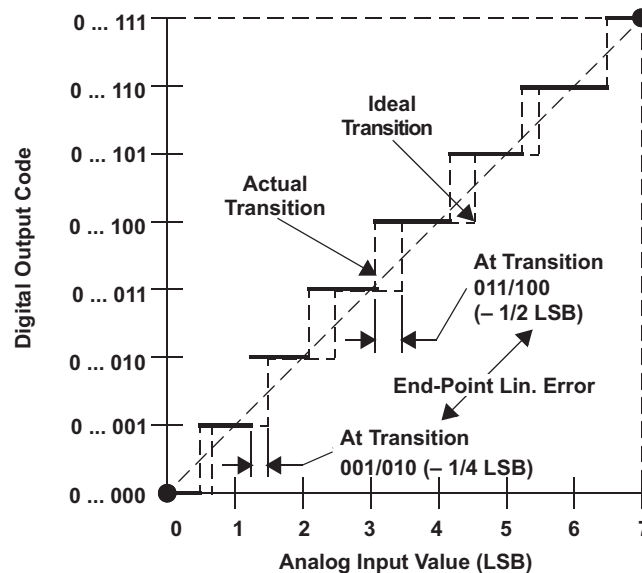 0 ... 111
0 ... 110
0 ... 101
0 ... 100
0 ... 011
0 ... 010
0 ... 001
0 ... 000
Digital Output Code
Ideal
Transition
Actual
Transition
At Transition
011/100
(– 1/2 LSB)
End-Point Lin. Error
At Transition
001/010 (– 1/4 LSB)
0 1 2 3 4 5 6 7
Analog Input Value (LSB)